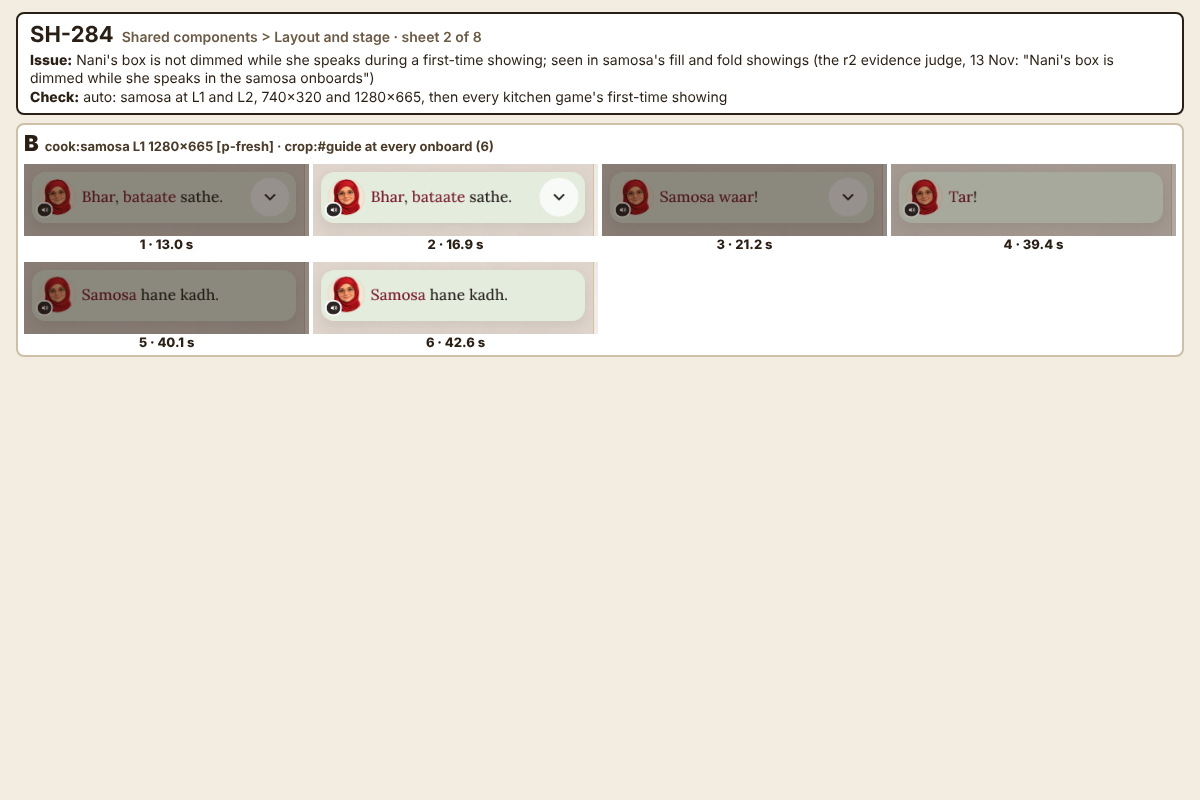 SH-284 Shared components > Layout and stage · sheet 2 of 8
Issue: Nani's box is not dimmed while she speaks during a first-time showing; seen in samosa's fill and fold showings (the r2 evidence judge, 13 Nov: "Nani's box is
dimmed while she speaks in the samosa onboards")
Check: auto: samosa at L1 and L2, 740×320 and 1280×665, then every kitchen game's first-time showing
B cook:samosa L1 1280×665 [p-fresh] · crop:#guide at every onboard (6)
Bhar, bataate sathe.
Bhar, bataate sathe.
Samosa waar!
Tar!
1 · 13.0 s
2 · 16.9 s
3 · 21.2 s
4 · 39.4 s
Samosa hane kadh.
Samosa hane kadh.
5 · 40.1 s
6 · 42.6 s